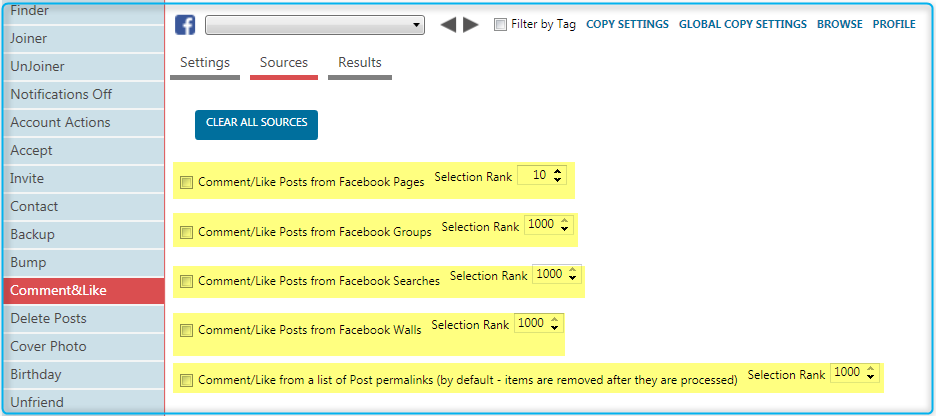 Finder
Joiner
UnJoiner
Notifications Off
Account Actions
Accept
Invite
Contact
Backup
Bump
Comment&Like
Delete Posts
Cover Photo
Birthday
Unfriend
f
Filter by Tag COPY SETTINGS GLOBAL COPY SETTINGS BROWSE PROFILE
Settings Sources Results
CLEAR ALL SOURCES
Comment/Like Posts from Facebook Pages Selection Rank 10
Comment/Like Posts from Facebook Groups Selection Rank 1000
Comment/Like Posts from Facebook Searches Selection Rank 1000
Comment/Like Posts from Facebook Walls Selection Rank 1000
Comment/Like from a list of Post permalinks (by default - items are removed after they are processed) Selection Rank 1000